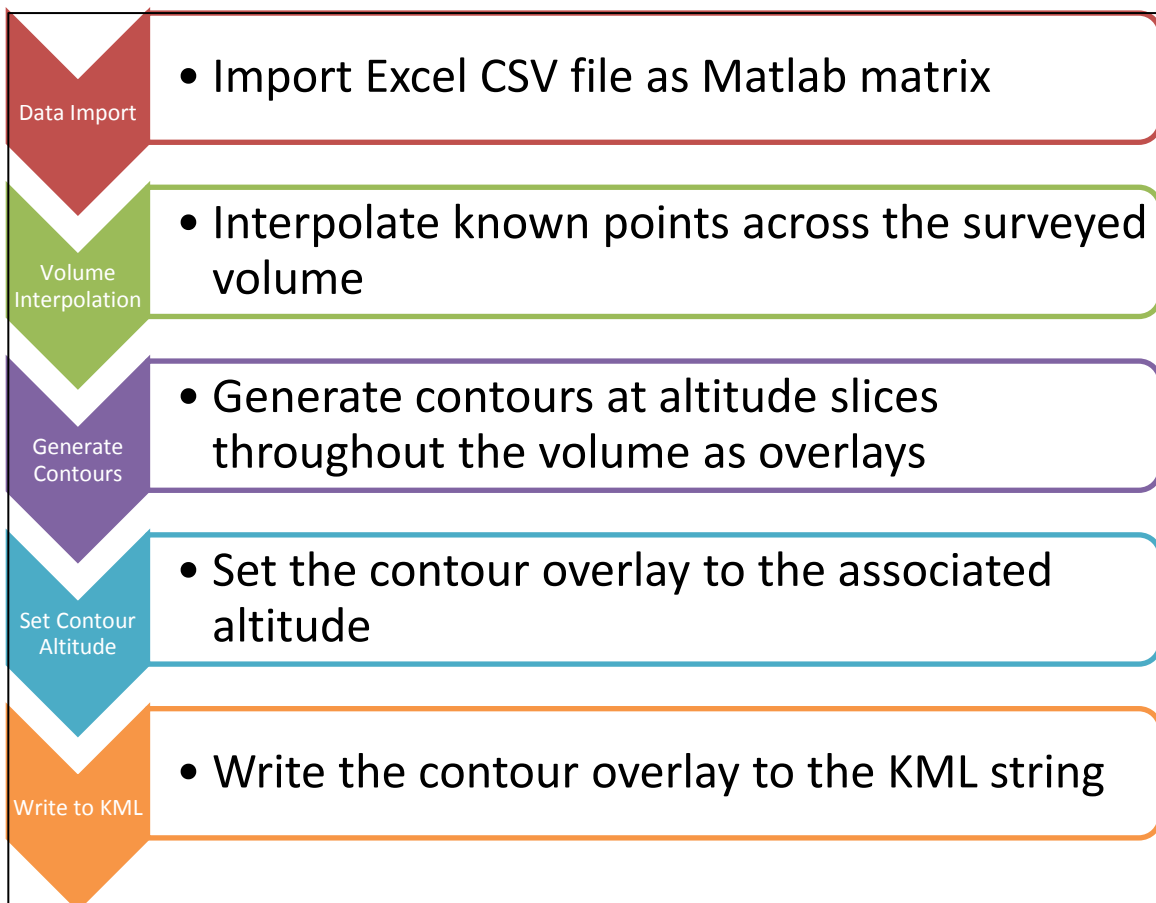 Data Import
• Import Excel CSV file as Matlab matrix
Volume
Interpolation
• Interpolate known points across the surveyed
volume
Generate
Contours
• Generate contours at altitude slices
throughout the volume as overlays
Set Contour
Altitude
• Set the contour overlay to the associated
altitude
Write to KML
• Write the contour overlay to the KML string